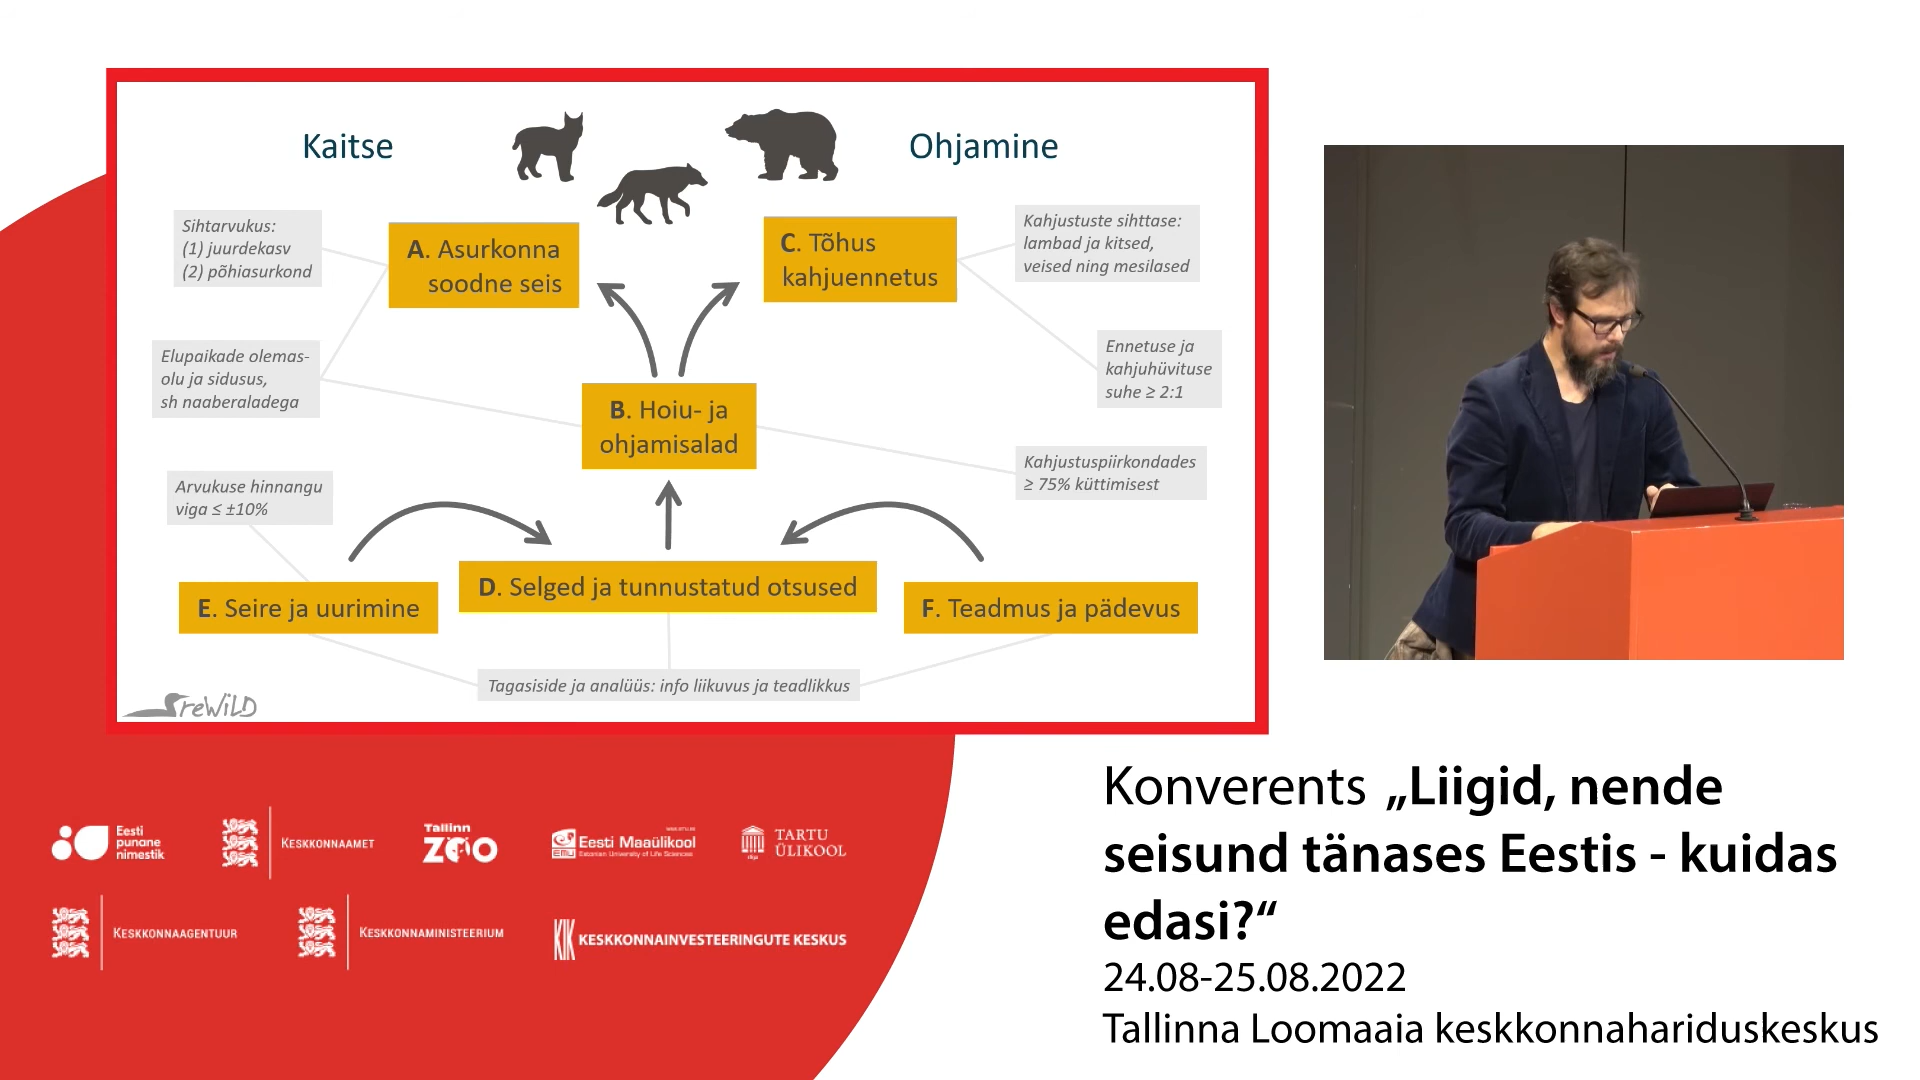 Kaitse
Ohjamine
Sihtarvukus:
(1) juurdekasv
(2) põhiasurkond
A. Asurkonna
soodne seis
C. Tõhus
kahjuennetus
Kahjustuste sihttase:
lambad ja kitsed,
veised ning mesilased
Elupaikade olemas-
olu ja sidusus,
sh naaberaladega
Ennetuse ja
kahjuhüvituse
suhe ≥ 2:1
B. Hoiu- ja
ohjamisalad
Kahjustuspiirkondades
≥ 75% küttimisest
Arvukuse hinnangu
viga ≤ ±10%
E. Seire ja uurimine
D. Selged ja tunnustatud otsused
F. Teadmus ja pädevus
Tagasiside ja analüüs: info liikuvus ja teadlikkus
reWiLD
Eesti
punane
nimestik
KESKKONNAAMET
Tallinn
ZOO
EMÜ
Eesti Maaülikool
Estonian University of Life Sciences
TARTU
ÜLIKOOL
KESKKONNAAGENTUUR
KESKKONNAMINISTEERIUM
KIK KESKKONNAINVESTEERINGUTE KESKUS
Konverents „Liigid, nende
seisund tänases Eestis - kuidas
edasi?“
24.08-25.08.2022
Tallinna Loomaaia keskkonnahariduskeskus